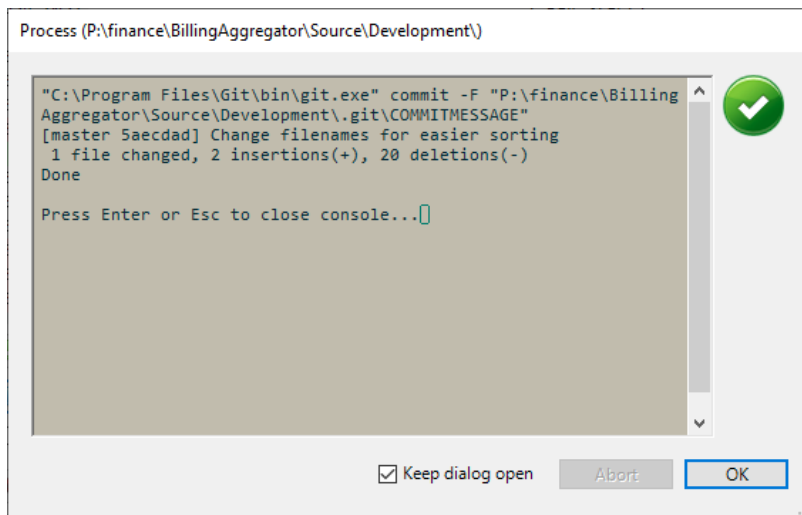 Process (P:\finance\BillingAggregator\Source\Development\)
"C:\Program Files\Git\bin\git.exe" commit -F "P:\finance\Billing
Aggregator\Source\Development\.git\COMMITMESSAGE"
[master 5aecdad] Change filenames for easier sorting
 1 file changed, 2 insertions(+), 20 deletions(-)
Done
Press Enter or Esc to close console...
Keep dialog open
Abort
OK